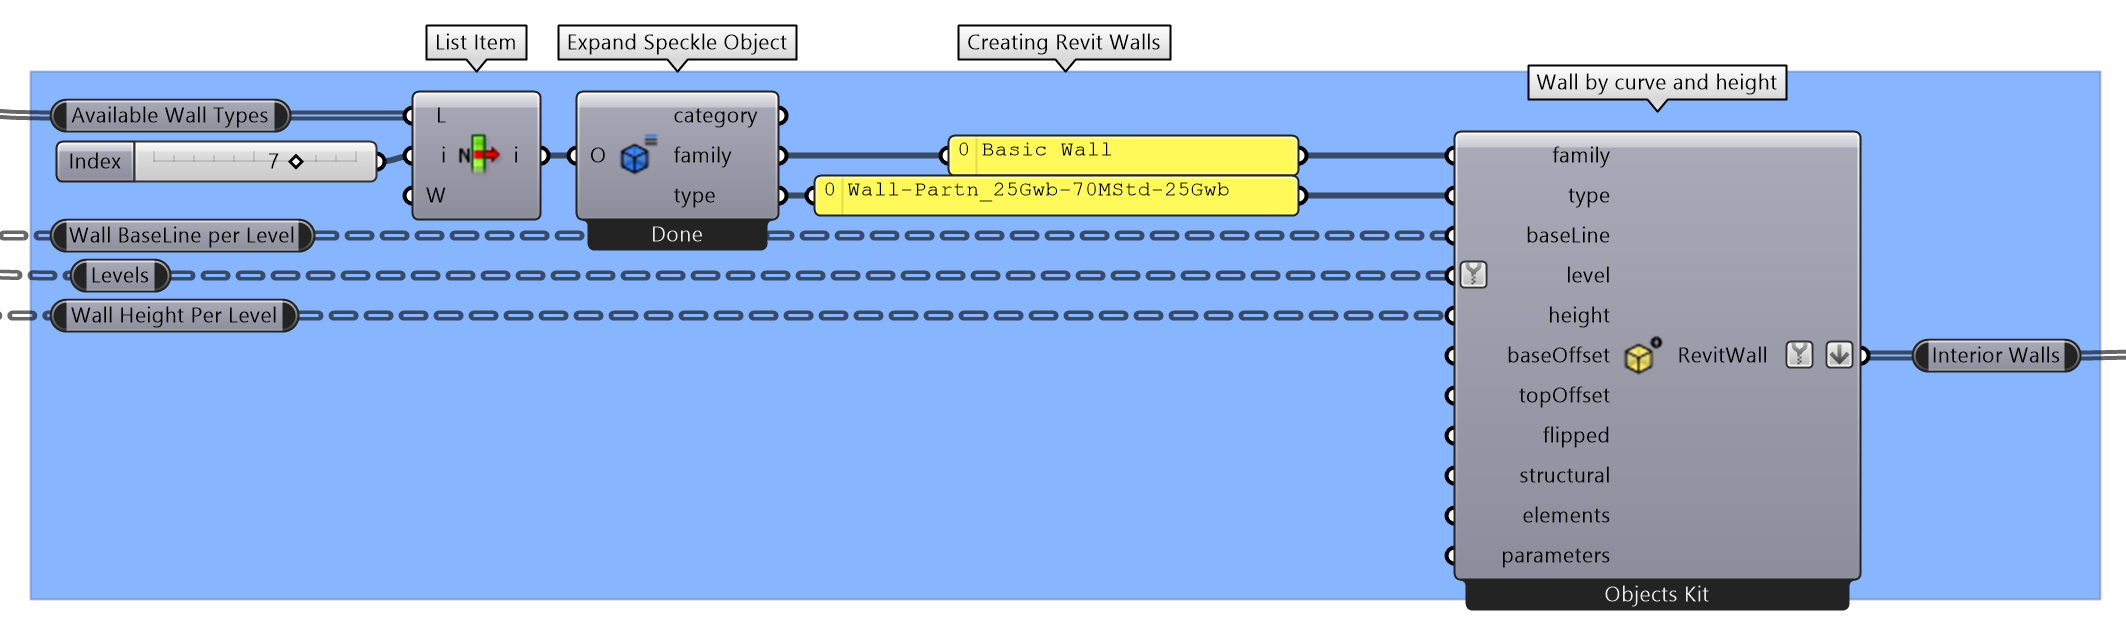 List Item
Expand Speckle Object
Creating Revit Walls
Wall by curve and height
Available Wall Types
Index
7
L
i
W
N
i
O
category
family
type
Done
0 Basic Wall
0 Wall-Partn_25Gwb-70MStd-25Gwb
Wall BaseLine per Level
Levels
Wall Height Per Level
family
type
baseLine
level
height
baseOffset
topOffset
flipped
structural
elements
parameters
RevitWall
Objects Kit
Interior Walls